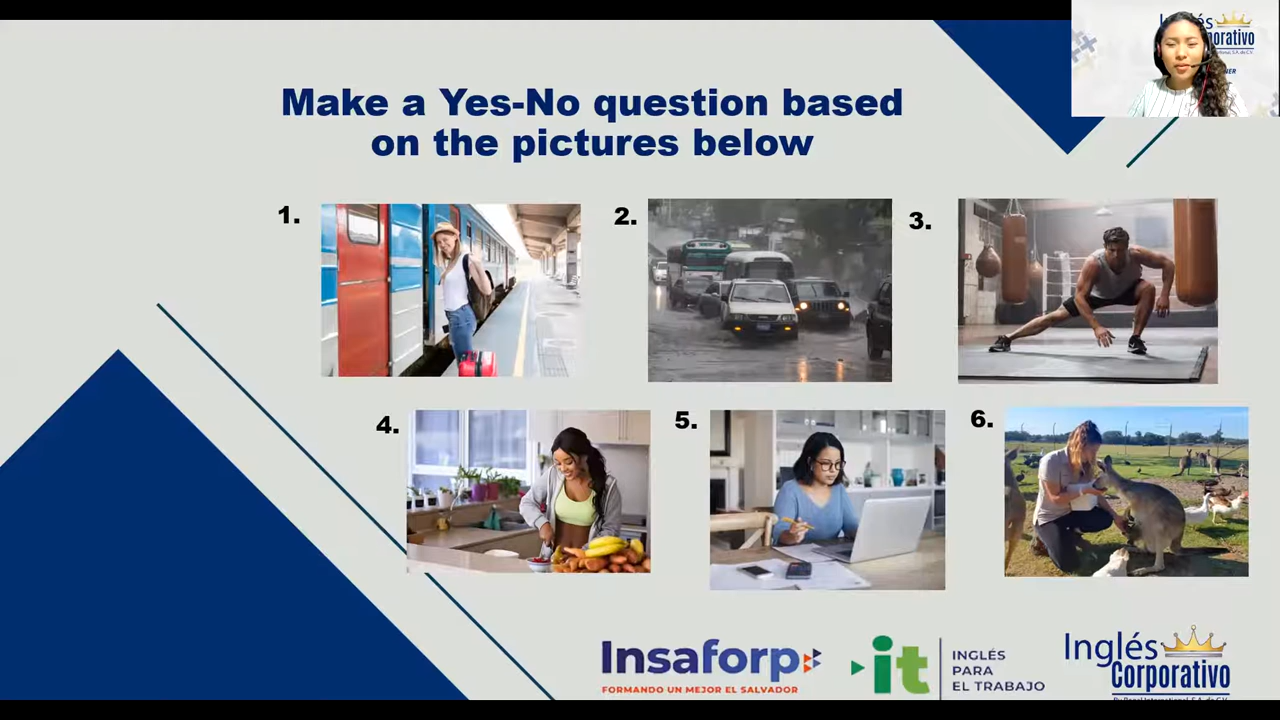 Inglés
Corporativo
Make a Yes-No question based
on the pictures below
1.
2.
3.
4.
5.
6.
Insaforp
FORMANDO UN MEJOR EL SALVADOR
it
INGLÉS
PARA
EL TRABAJO
Inglés
Corporativo